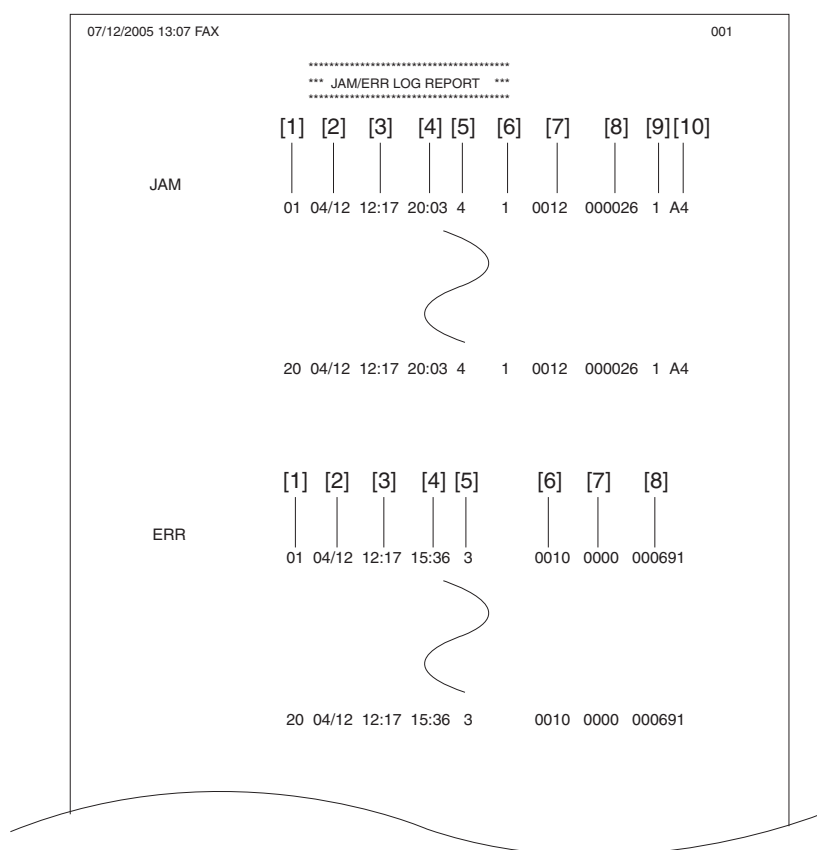 07/12/2005 13:07 FAX 001
***************************************
*** JAM/ERR LOG REPORT ***
***************************************
[1] [2] [3] [4] [5] [6] [7] [8] [9] [10]
JAM
01 04/12 12:17 20:03 4 1 0012 000026 1 A4
20 04/12 12:17 20:03 4 1 0012 000026 1 A4
[1] [2] [3] [4] [5] [6] [7] [8]
ERR
01 04/12 12:17 15:36 3 0010 0000 000691
20 04/12 12:17 15:36 3 0010 0000 000691